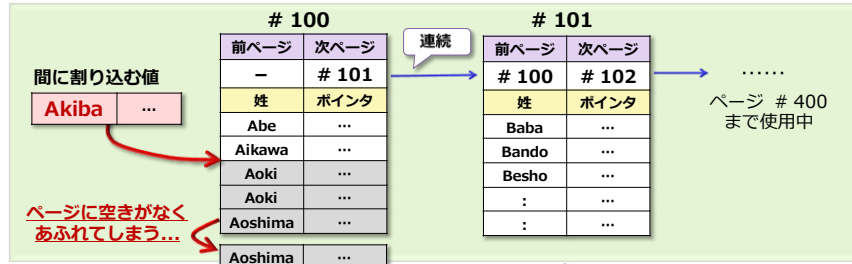 # 100
前ページ 次ページ
− # 101
姓 ポインタ
Abe …
Aikawa …
Aoki …
Aoki …
Aoshima …
Aoshima …
連続
# 101
前ページ 次ページ
# 100 # 102
姓 ポインタ
Baba …
Bando …
Besho …
: …
: …
……
ページ # 400
まで使用中
間に割り込む値
Akiba …
ページに空きがなく
あふれてしまう...